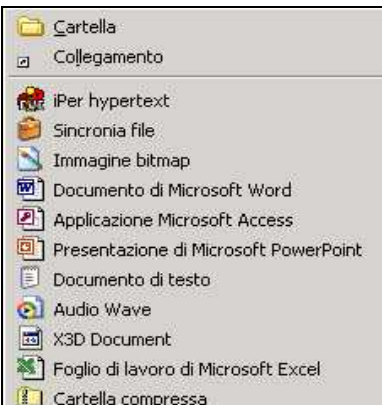 Cartella
Collegamento
iPer hypertext
Sincronia file
Immagine bitmap
Documento di Microsoft Word
Applicazione Microsoft Access
Presentazione di Microsoft PowerPoint
Documento di testo
Audio Wave
X3D Document
Foglio di lavoro di Microsoft Excel
Cartella compressa